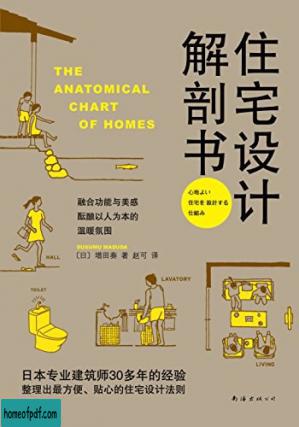 THE
ANATOMICAL
CHART
OF HOMES
住宅设计
解剖书
心地よい
住宅を設計する
仕組み
融合功能与美感
酝酿以人为本的
温暖氛围
SUSUMU MASUDA
〔日〕增田奏 著 赵可 译
HALL
TOILET
LAVATORY
LIVING
日本专业建筑师30多年的经验
整理出最方便、贴心的住宅设计法则
南海出版公司
homeofpdf.com